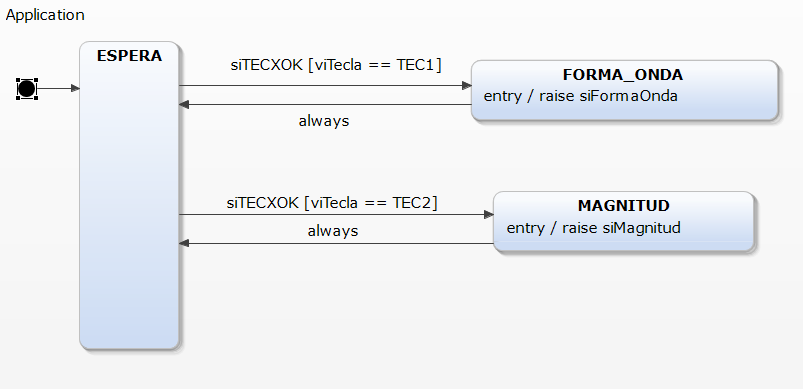 Application
ESPERA
siTECXOK [viTecla == TEC1]
FORMA_ONDA
entry / raise siFormaOnda
always
siTECXOK [viTecla == TEC2]
MAGNITUD
entry / raise siMagnitud
always